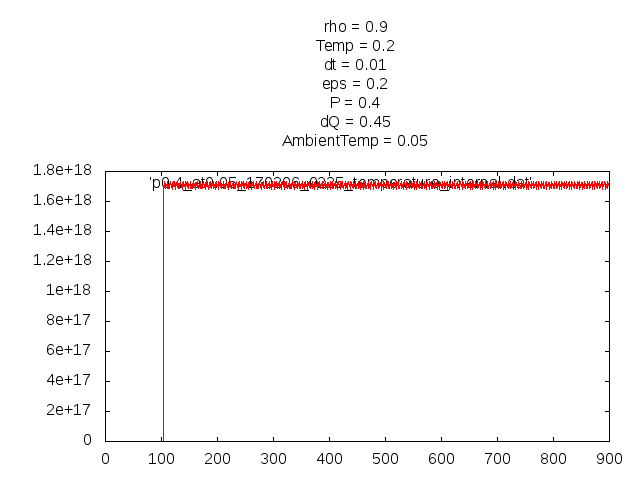 rho = 0.9
Temp = 0.2
dt = 0.01
eps = 0.2
P = 0.4
dQ = 0.45
AmbientTemp = 0.05
1.8e+18
1.6e+18
1.4e+18
1.2e+18
1e+18
8e+17
6e+17
4e+17
2e+17
0
0 100 200 300 400 500 600 700 800 900